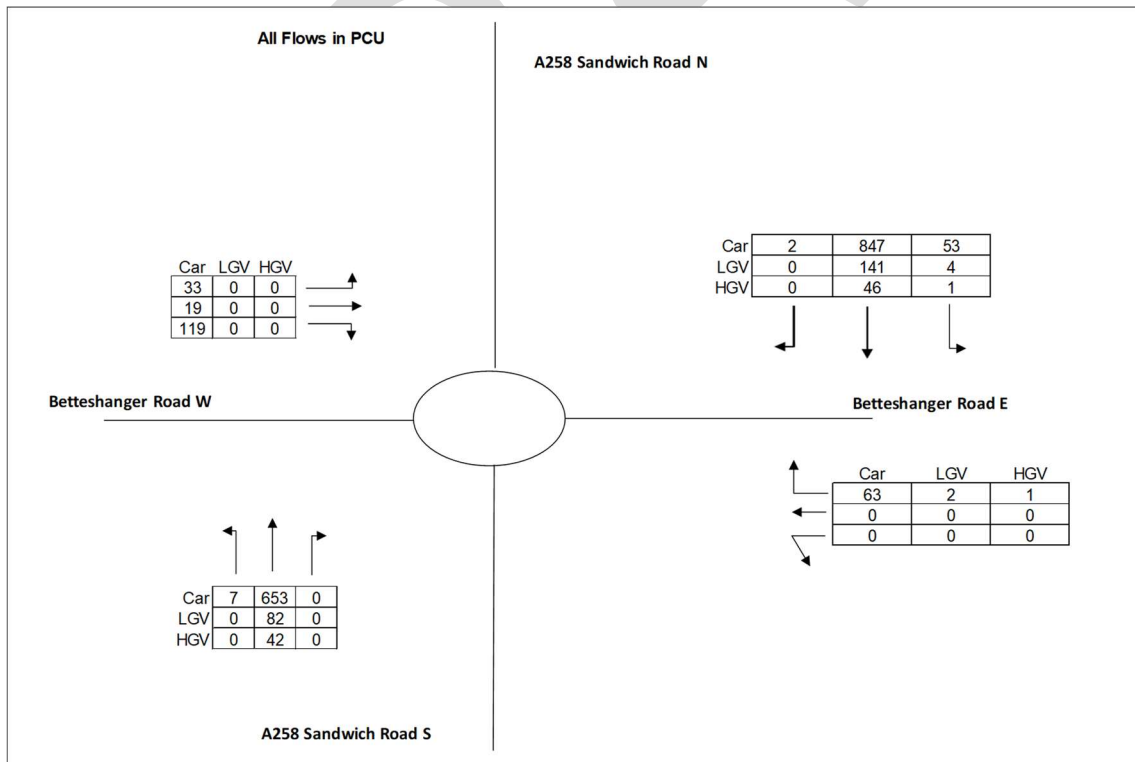 All Flows in PCU
A258 Sandwich Road N
Car 2 847 53
LGV 0 141 4
HGV 0 46 1
Car LGV HGV
33 0 0
19 0 0
119 0 0
Betteshanger Road W
Betteshanger Road E
Car LGV HGV
63 2 1
0 0 0
0 0 0
Car 7 653 0
LGV 0 82 0
HGV 0 42 0
A258 Sandwich Road S